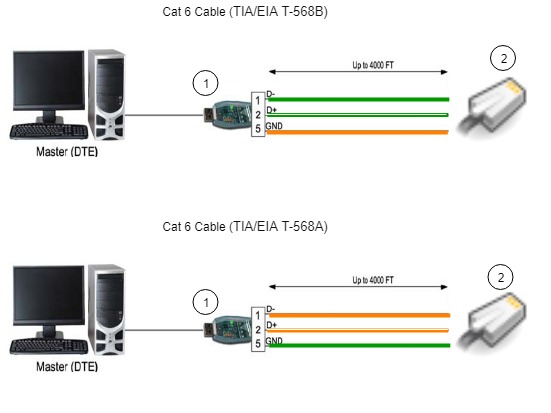 Cat 6 Cable (TIA/EIA T-568B)
Up to 4000 FT
1
2
D-
1
D+
2
GND
5
Master (DTE)
Cat 6 Cable (TIA/EIA T-568A)
Up to 4000 FT
1
2
D-
1
D+
2
GND
5
Master (DTE)